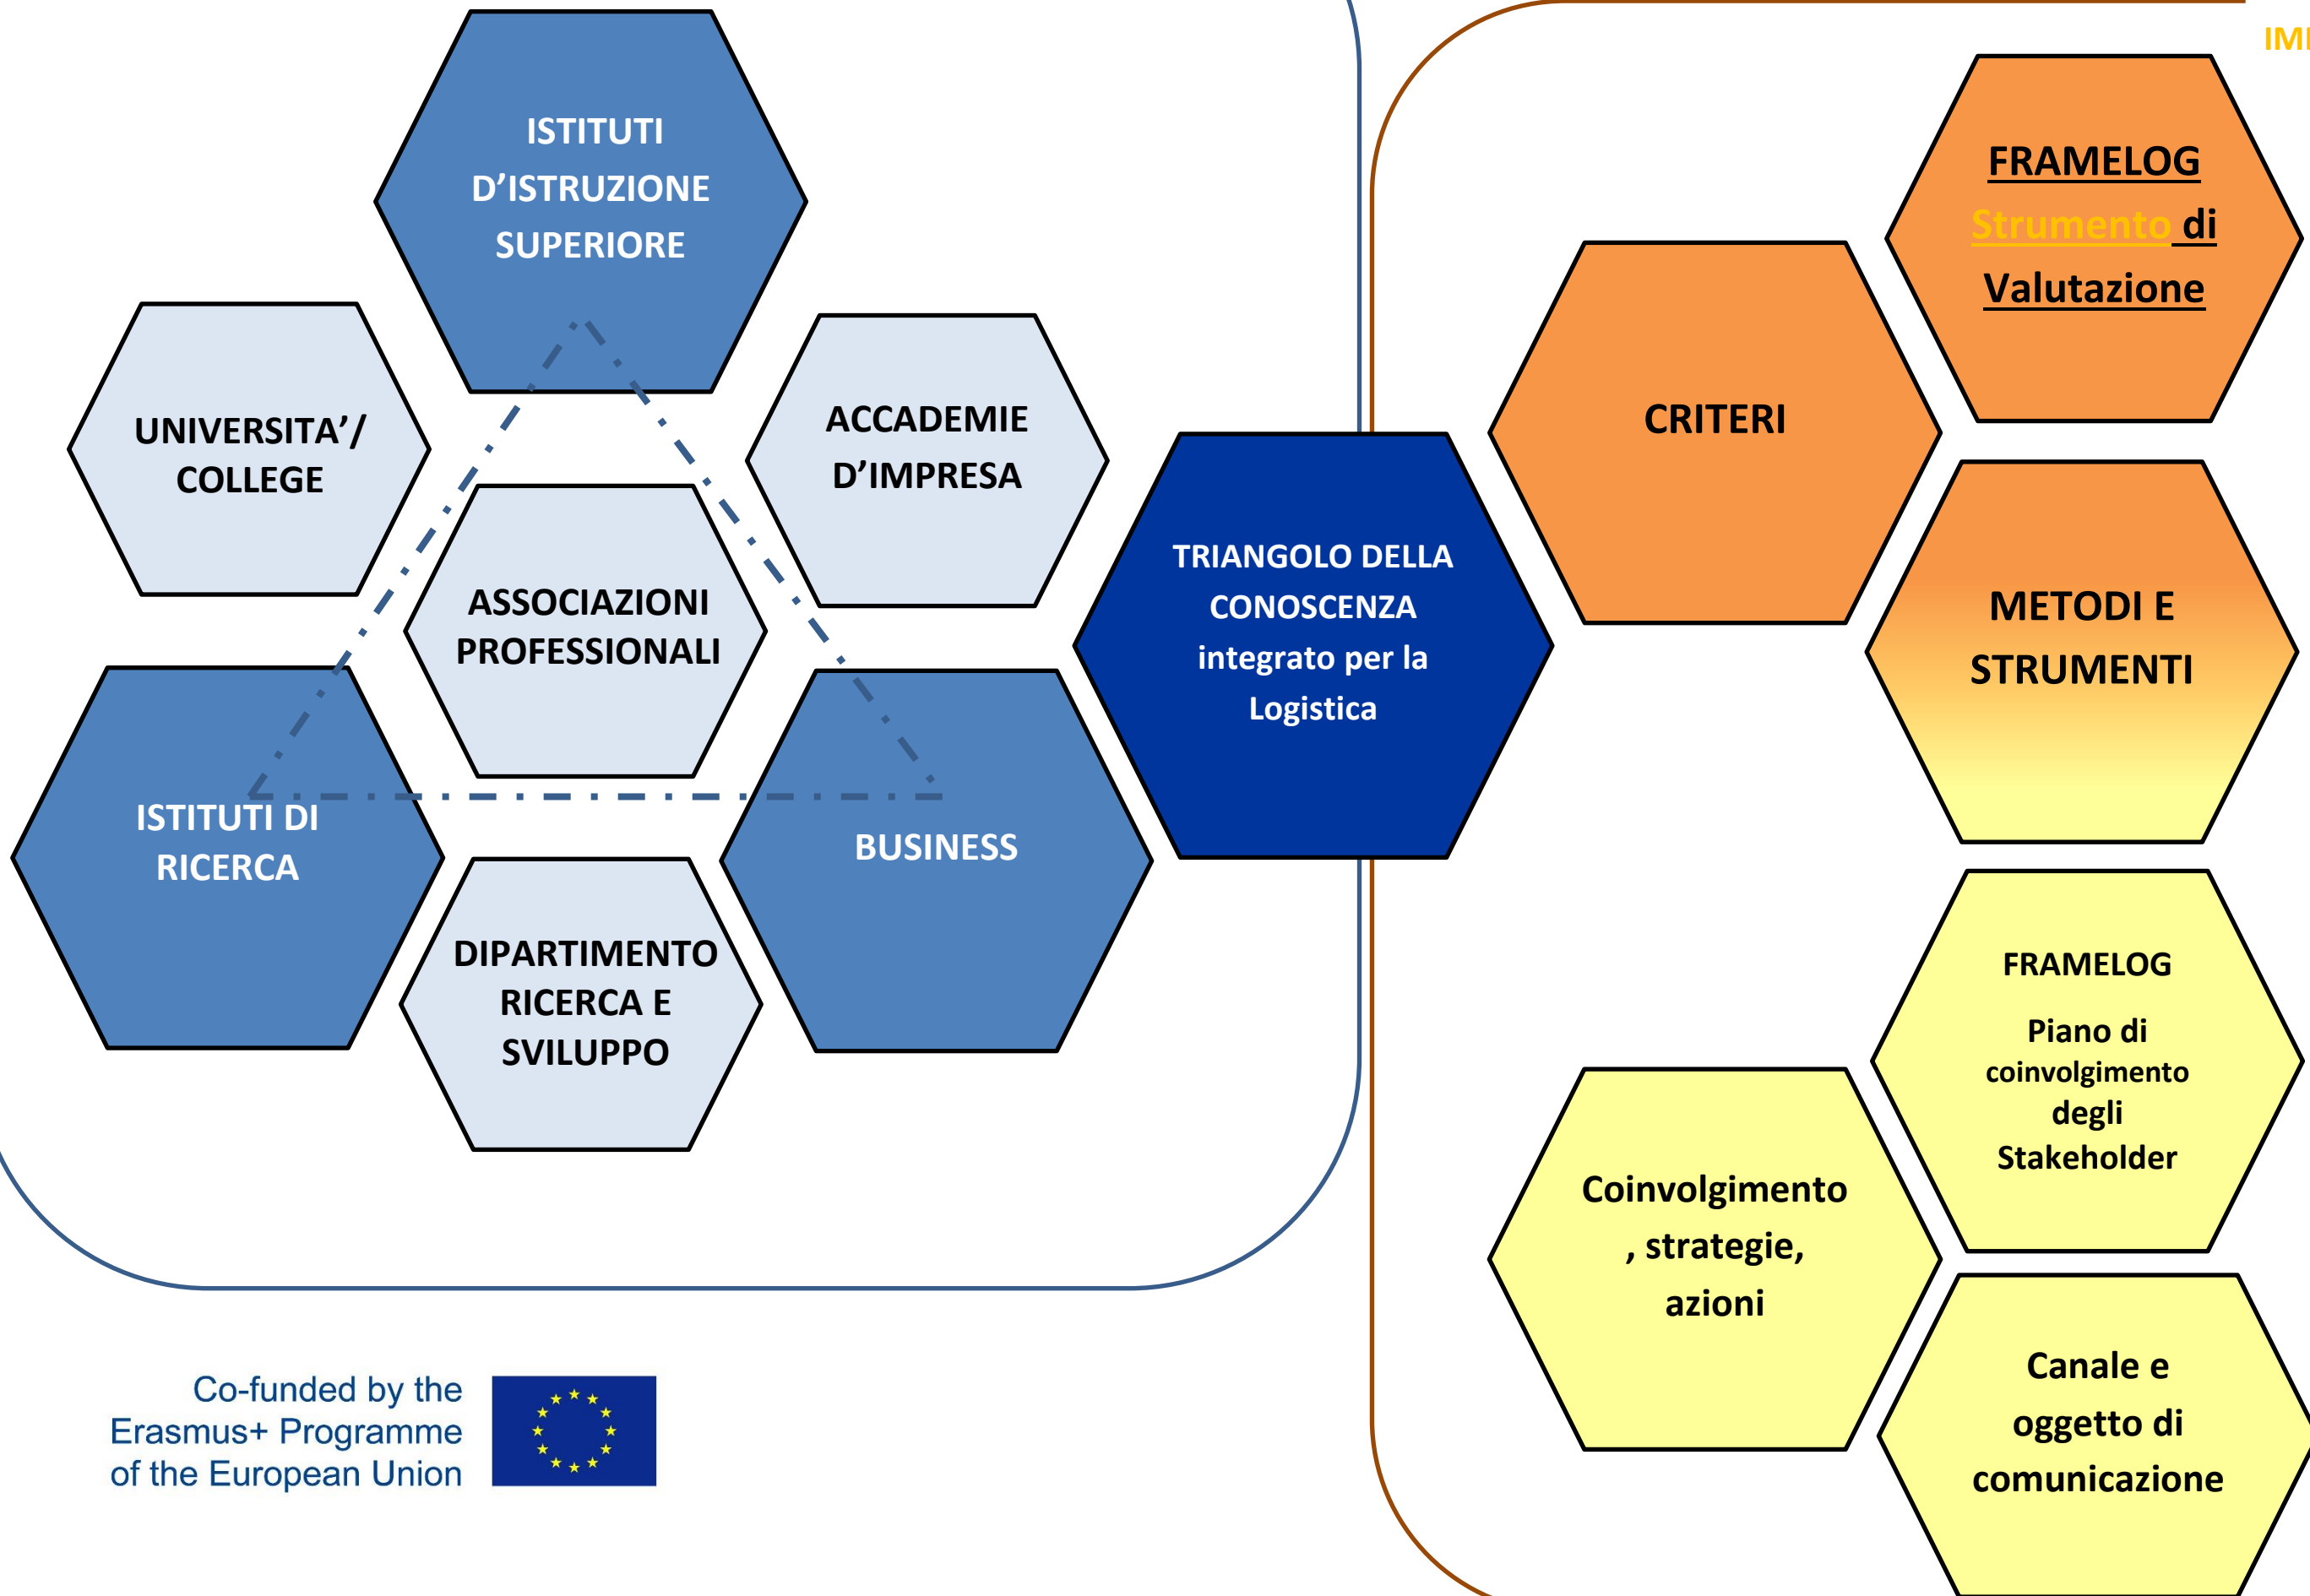 ISTITUTI
D’ISTRUZIONE
SUPERIORE
UNIVERSITA’/
COLLEGE
ACCADEMIE
D’IMPRESA
ASSOCIAZIONI
PROFESSIONALI
ISTITUTI DI
RICERCA
BUSINESS
DIPARTIMENTO
RICERCA E
SVILUPPO
TRIANGOLO DELLA
CONOSCENZA
integrato per la
Logistica
CRITERI
FRAMELOG
Strumento di
Valutazione
METODI E
STRUMENTI
FRAMELOG
Piano di
coinvolgimento
degli
Stakeholder
Coinvolgimento
, strategie,
azioni
Canale e
oggetto di
comunicazione
Co-funded by the
Erasmus+ Programme
of the European Union